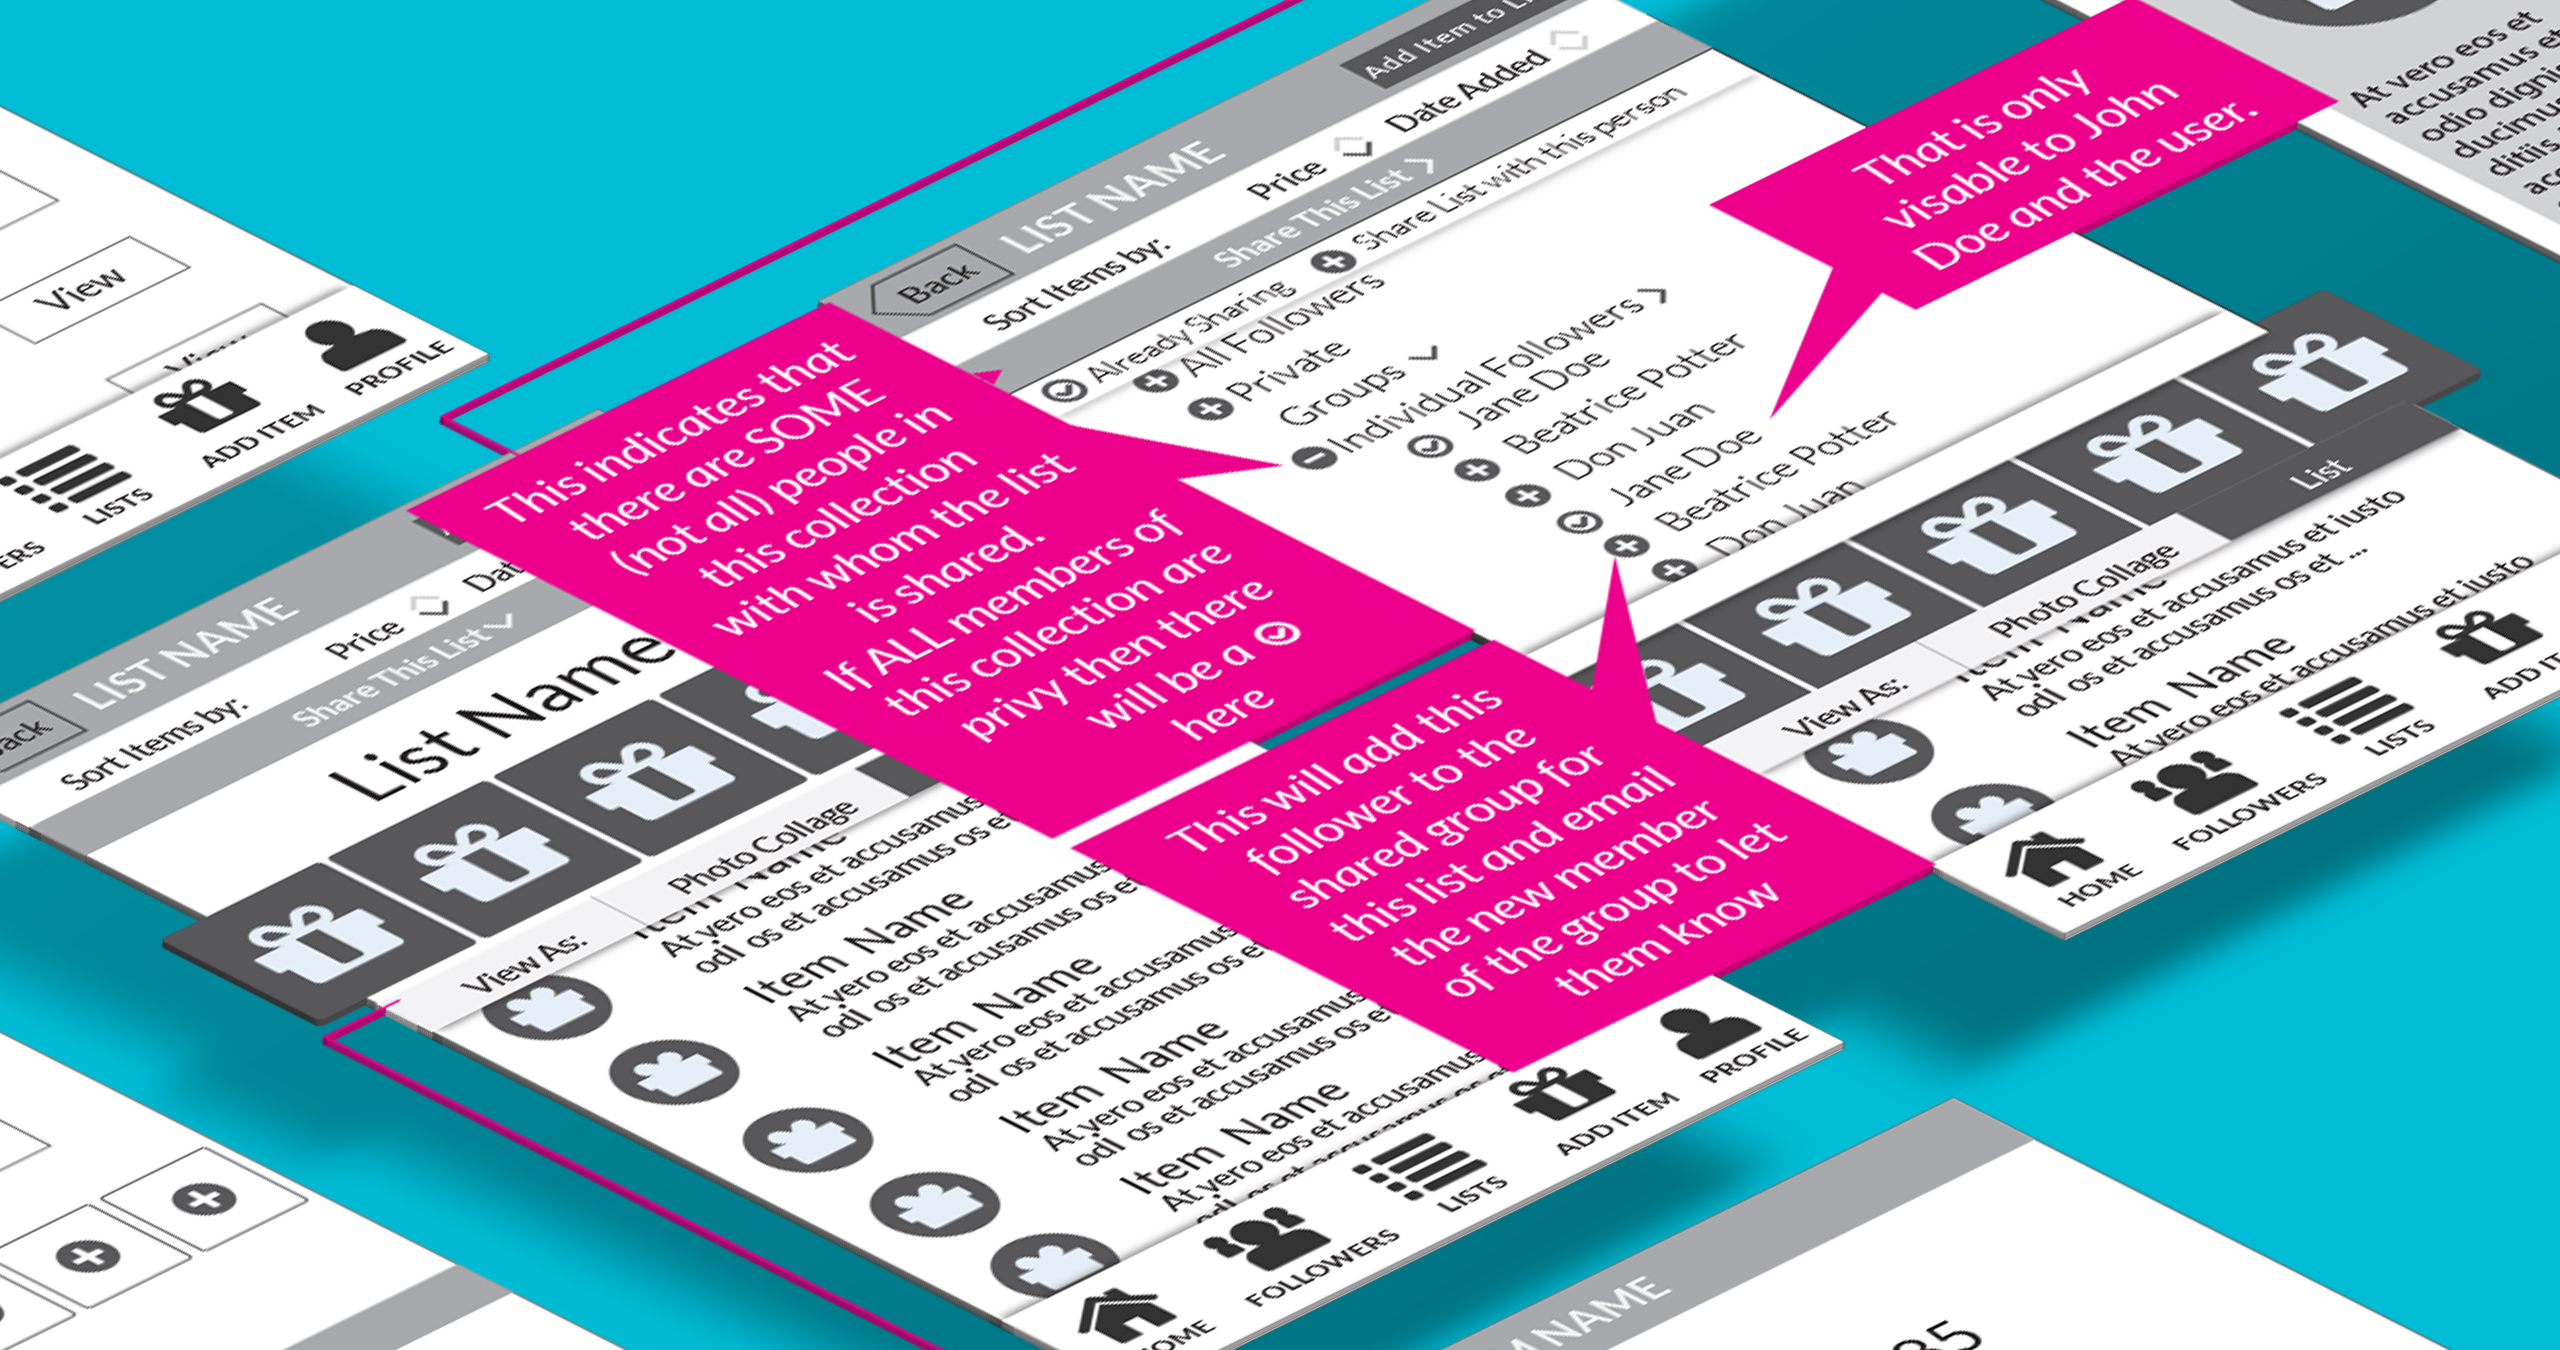 View
PROFILE
ADD ITEM
LISTS
Add Item to
LIST NAME
Back
Sort Items by:
Price
Date Added
Share This List
Already Sharing
Share List with this person
All Followers
Private
Groups
Individual Followers
Jane Doe
Beatrice Potter
Don Juan
Jane Doe
Beatrice Potter
Don Juan
That is only
visable to John
Doe and the user.
At vero eos et
accusamus et
odio
This indicates that
there are SOME
(not all) people in
this collection
with whom the list
is shared.
If ALL members of
this collection are
privy then there
will be a
here
This will add this
follower to the
shared group for
this list and email
the new member
of the group to let
them know
List
Photo Collage
View As:
Item Name
At vero eos et accusamus et iusto
odi os et accusamus os et ...
Item Name
At vero eos et accusamus et iusto
HOME
FOLLOWERS
LISTS
ADD
LIST NAME
Sort Items by:
Price
Share This List
List Name
Photo Collage
View As:
Item Name
At vero eos et accusamus
odi os et accusamus os et
Item Name
At vero eos et accusamus
odi os et accusamus os et
Item Name
At vero eos et accusamus
odi os et accusamus os et
Item Name
At vero eos et accusamus
odi os et accusamus os et
Item Name
At vero eos et accusamus
FOLLOWERS
LISTS
ADD ITEM
PROFILE
NAME